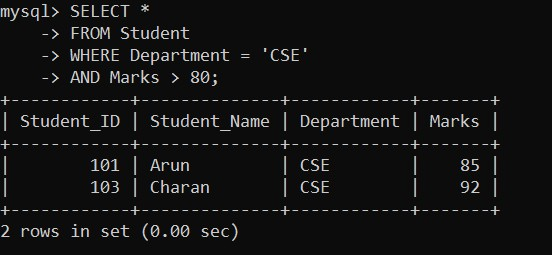 mysql> SELECT *
    -> FROM Student
    -> WHERE Department = 'CSE'
    -> AND Marks > 80;
+------------+--------------+------------+-------+
| Student_ID | Student_Name | Department | Marks |
+------------+--------------+------------+-------+
|        101 | Arun         | CSE        |    85 |
|        103 | Charan       | CSE        |    92 |
+------------+--------------+------------+-------+
2 rows in set (0.00 sec)